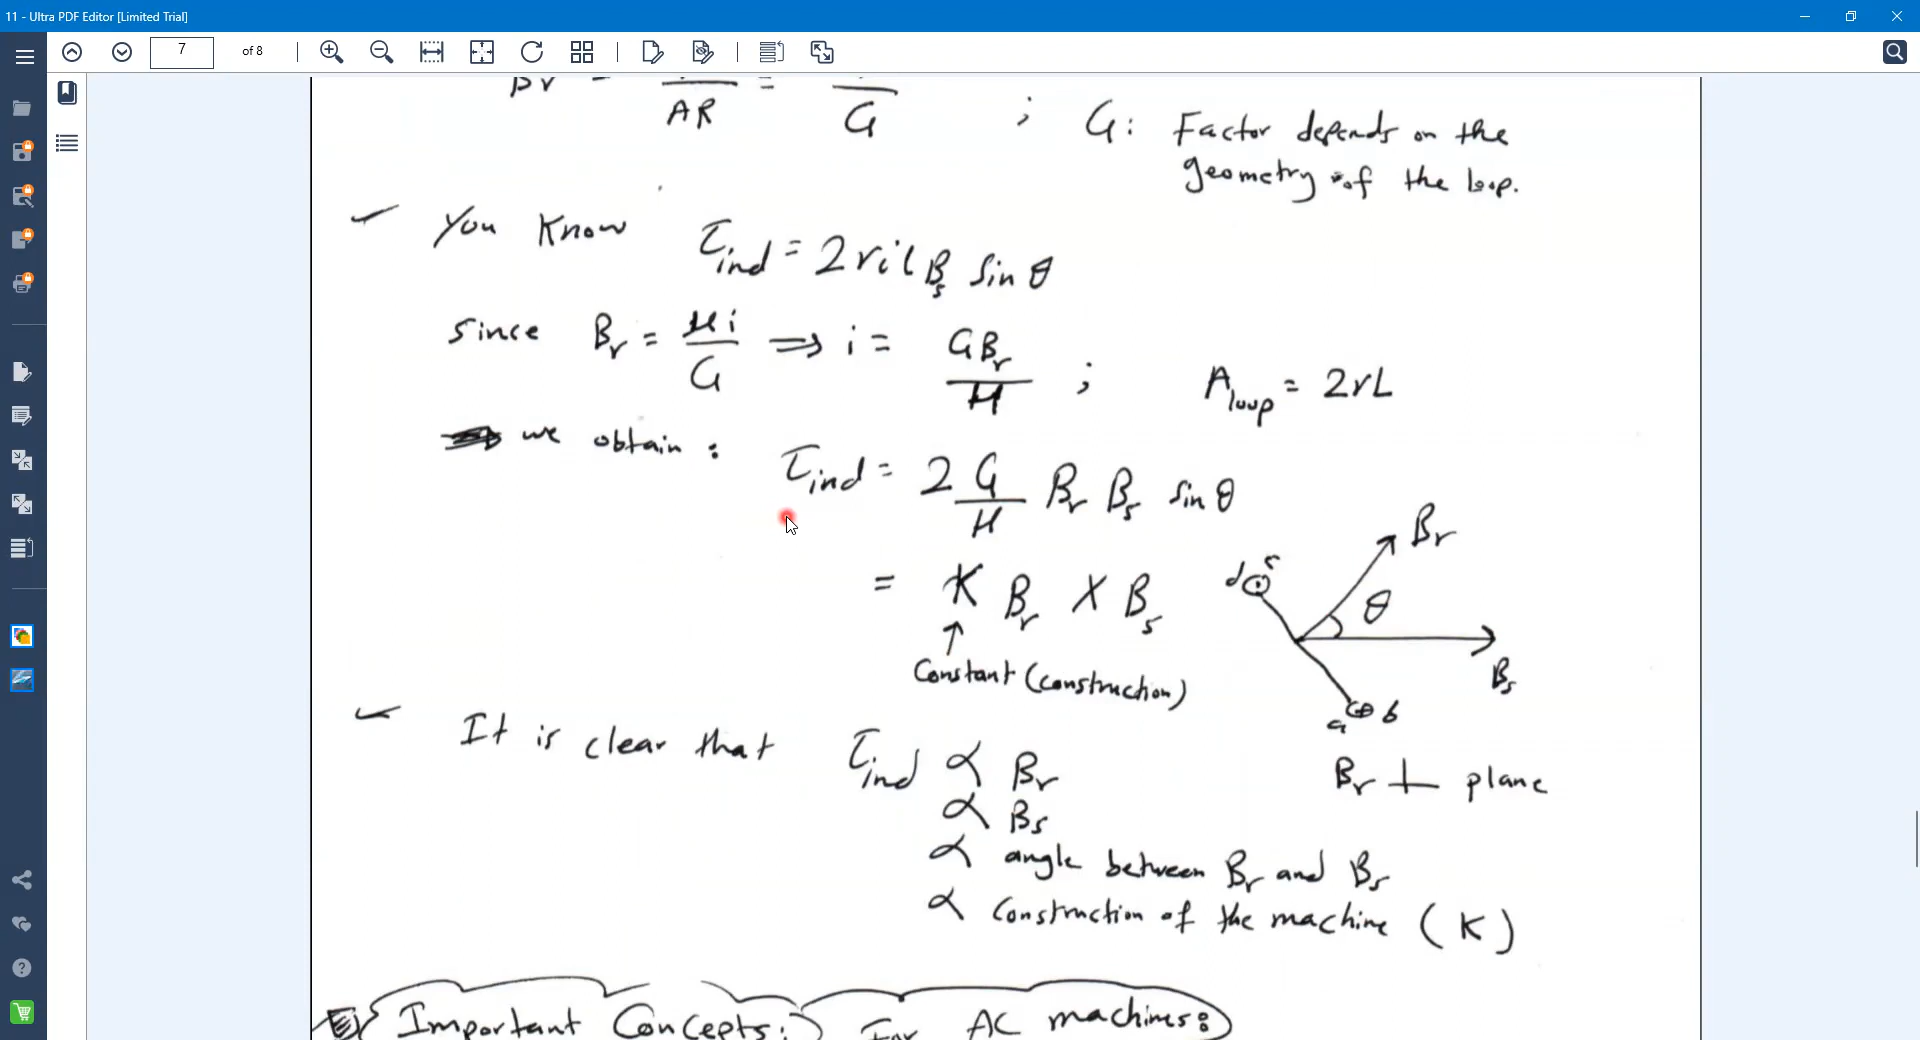 11 - Ultra PDF Editor [Limited Trial]
7 of 8
Br = AR = G ; G: Factor depends on the
geometry of the loop.
You Know τind = 2rilBs Sin θ
Since Br = μi/G ⟹ i = GBr/μ ; Aloop = 2rL
we obtain : τind = 2 G/μ Br Bs sin θ
= K Br X Bs
↑
Constant (construction)
d c
Br
θ
Bs
a b
Br ⊥ plane
It is clear that τind α Br
α Bs
α angle between Br and Bs
α Construction of the machine (K)
Important Concepts: For AC machines: